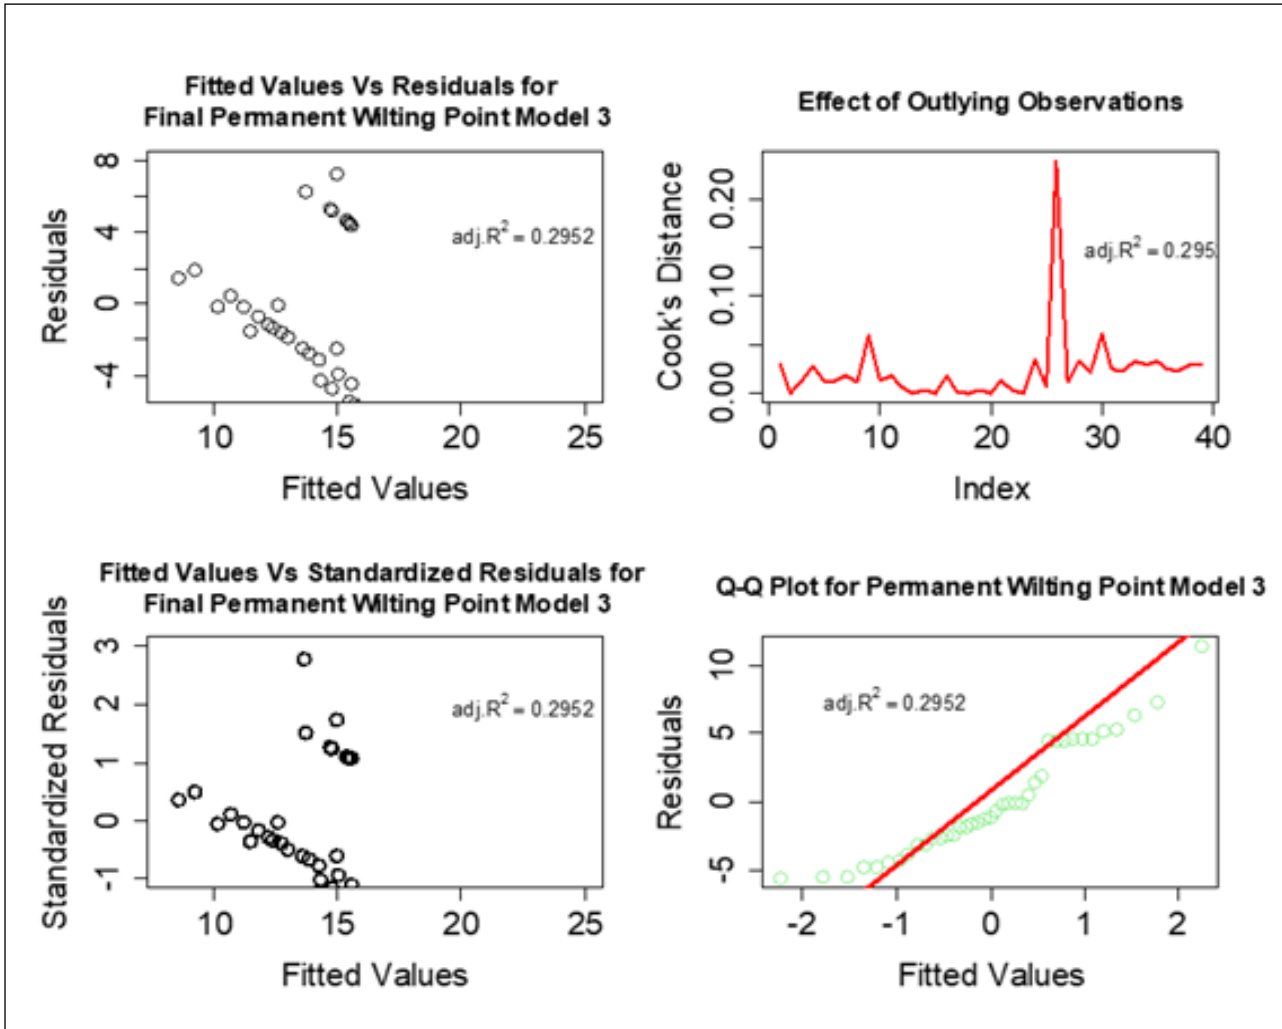 Fitted Values Vs Residuals for
Final Permanent Wilting Point Model 3
Residuals
8
4
0
-4
adj.R² = 0.2952
10 15 20 25
Fitted Values
Effect of Outlying Observations
Cook's Distance
0.20
0.10
0.00
adj.R² = 0.295
0 10 20 30 40
Index
Fitted Values Vs Standardized Residuals for
Final Permanent Wilting Point Model 3
Standardized Residuals
3
2
1
0
-1
adj.R² = 0.2952
10 15 20 25
Fitted Values
Q-Q Plot for Permanent Wilting Point Model 3
Residuals
10
5
0
-5
adj.R² = 0.2952
-2 -1 0 1 2
Fitted Values